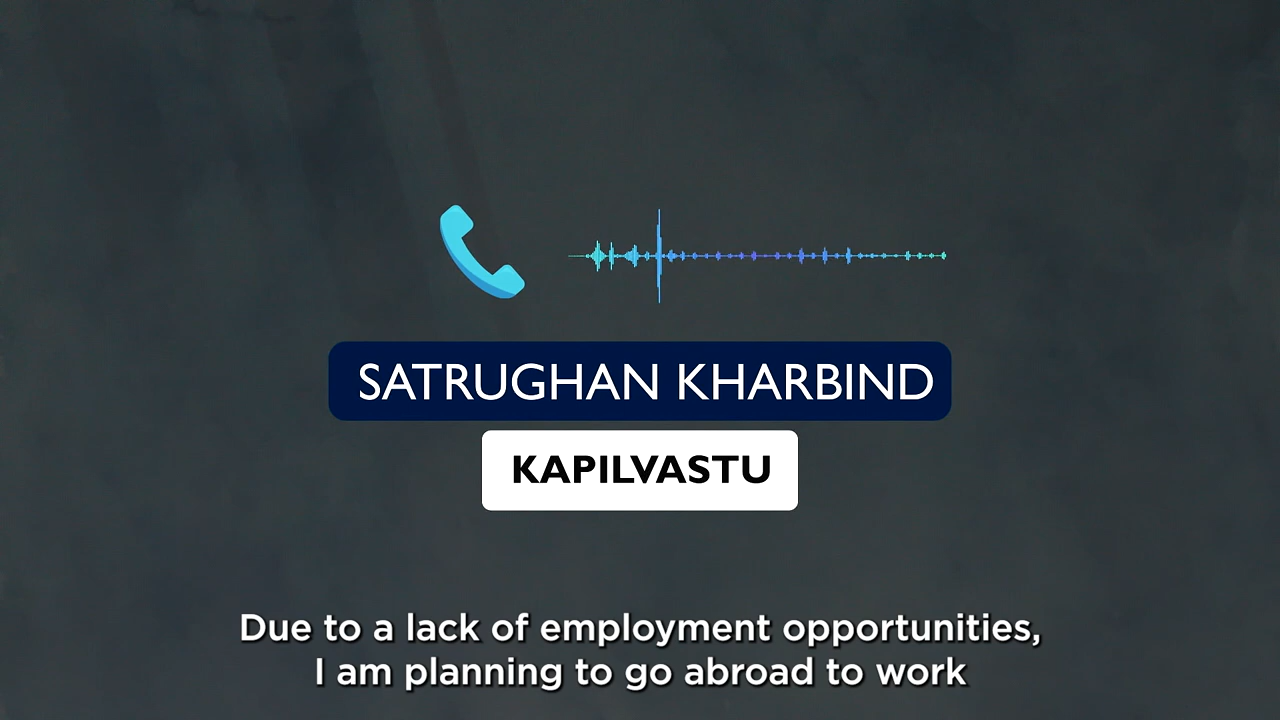 SATRUGHAN KHARBIND
KAPILVASTU
Due to a lack of employment opportunities,
I am planning to go abroad to work